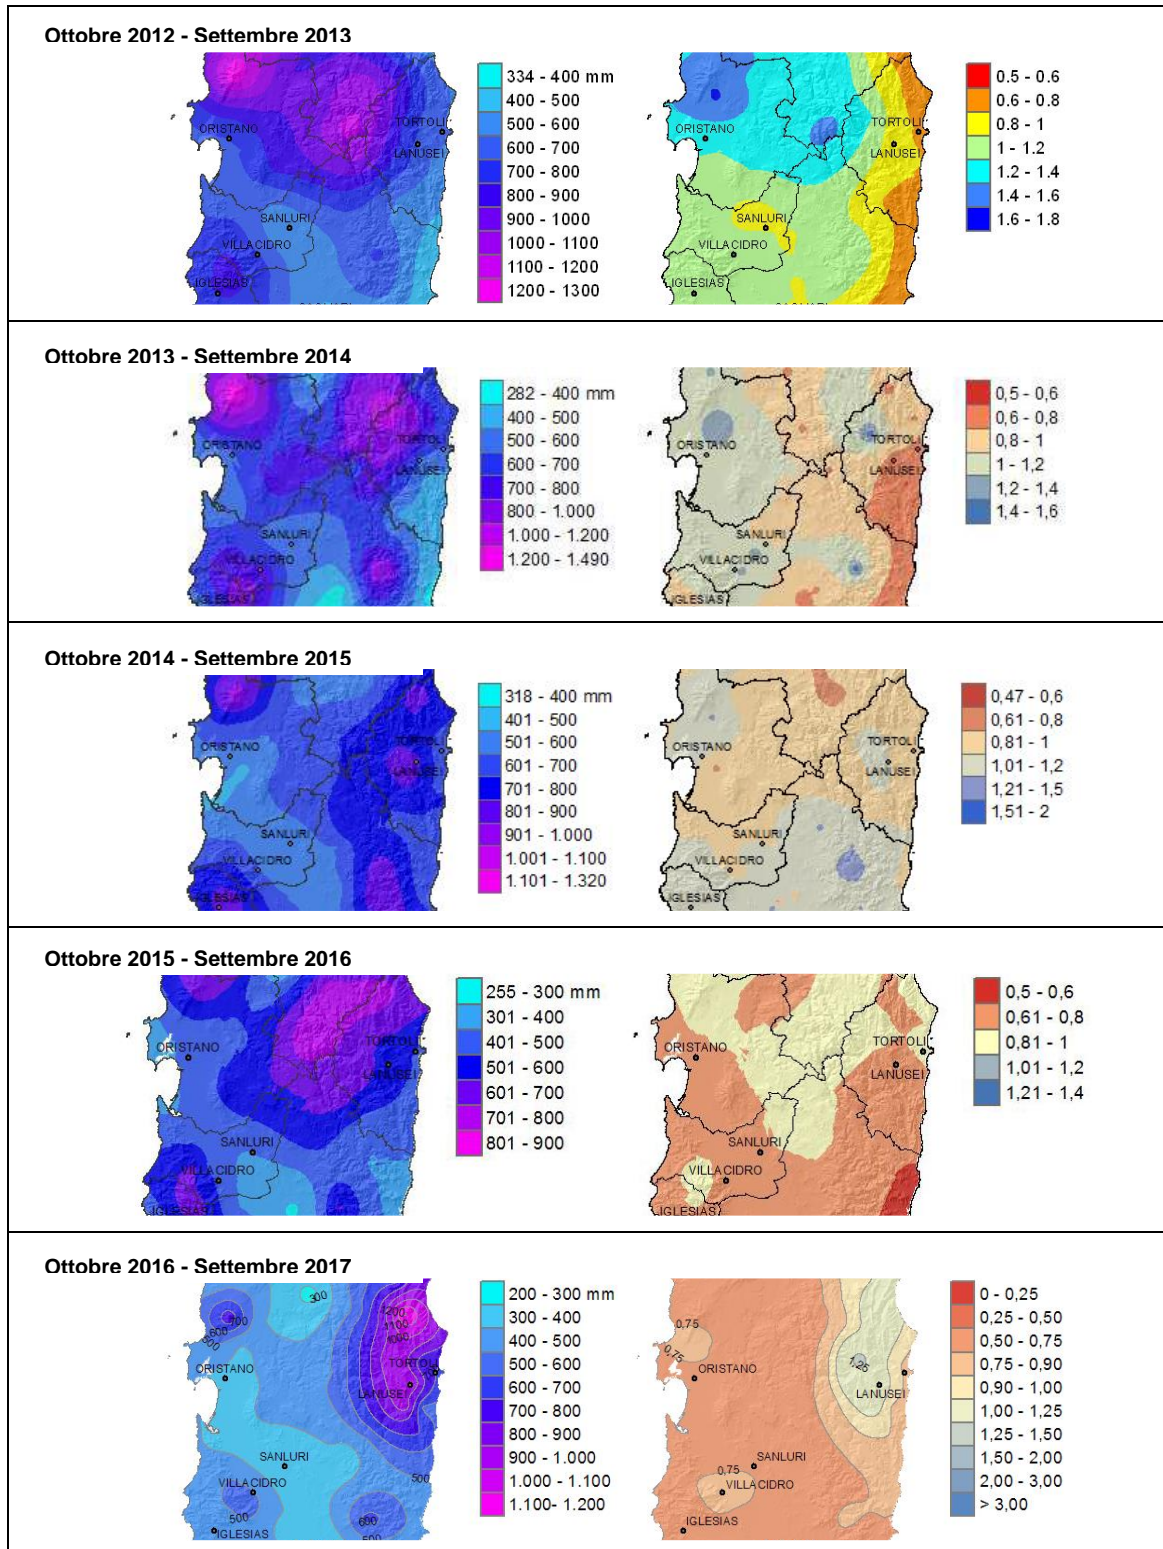 Ottobre 2012 - Settembre 2013
ORISTANO
TORTOLI
LANUSEI
SANLURI
VILLACIDRO
IGLESIAS
334 - 400 mm
400 - 500
500 - 600
600 - 700
700 - 800
800 - 900
900 - 1000
1000 - 1100
1100 - 1200
1200 - 1300
ORISTANO
TORTOLI
LANUSEI
SANLURI
VILLACIDRO
IGLESIAS
0.5 - 0.6
0.6 - 0.8
0.8 - 1
1 - 1.2
1.2 - 1.4
1.4 - 1.6
1.6 - 1.8
Ottobre 2013 - Settembre 2014
ORISTANO
TORTOLI
LANUSEI
SANLURI
VILLACIDRO
IGLESIAS
282 - 400 mm
400 - 500
500 - 600
600 - 700
700 - 800
800 - 1.000
1.000 - 1.200
1.200 - 1.490
ORISTANO
TORTOLI
LANUSEI
SANLURI
VILLACIDRO
IGLESIAS
0,5 - 0,6
0,6 - 0,8
0,8 - 1
1 - 1,2
1,2 - 1,4
1,4 - 1,6
Ottobre 2014 - Settembre 2015
ORISTANO
TORTOLI
LANUSEI
SANLURI
VILLACIDRO
IGLESIAS
318 - 400 mm
401 - 500
501 - 600
601 - 700
701 - 800
801 - 900
901 - 1.000
1.001 - 1.100
1.101 - 1.320
ORISTANO
TORTOLI
LANUSEI
SANLURI
VILLACIDRO
IGLESIAS
0,47 - 0,6
0,61 - 0,8
0,81 - 1
1,01 - 1,2
1,21 - 1,5
1,51 - 2
Ottobre 2015 - Settembre 2016
ORISTANO
TORTOLI
LANUSEI
SANLURI
VILLACIDRO
IGLESIAS
255 - 300 mm
301 - 400
401 - 500
501 - 600
601 - 700
701 - 800
801 - 900
ORISTANO
TORTOLI
LANUSEI
SANLURI
VILLACIDRO
IGLESIAS
0,5 - 0,6
0,61 - 0,8
0,81 - 1
1,01 - 1,2
1,21 - 1,4
Ottobre 2016 - Settembre 2017
300
700
600
500
1200
1100
1000
ORISTANO
TORTOLI
LANUSEI
SANLURI
500
VILLACIDRO
500
600
IGLESIAS
500
200 - 300 mm
300 - 400
400 - 500
500 - 600
600 - 700
700 - 800
800 - 900
900 - 1.000
1.000 - 1.100
1.100- 1.200
0,75
0,75
ORISTANO
1,25
LANUSEI
SANLURI
0,75
VILLACIDRO
IGLESIAS
0 - 0,25
0,25 - 0,50
0,50 - 0,75
0,75 - 0,90
0,90 - 1,00
1,00 - 1,25
1,25 - 1,50
1,50 - 2,00
2,00 - 3,00
> 3,00